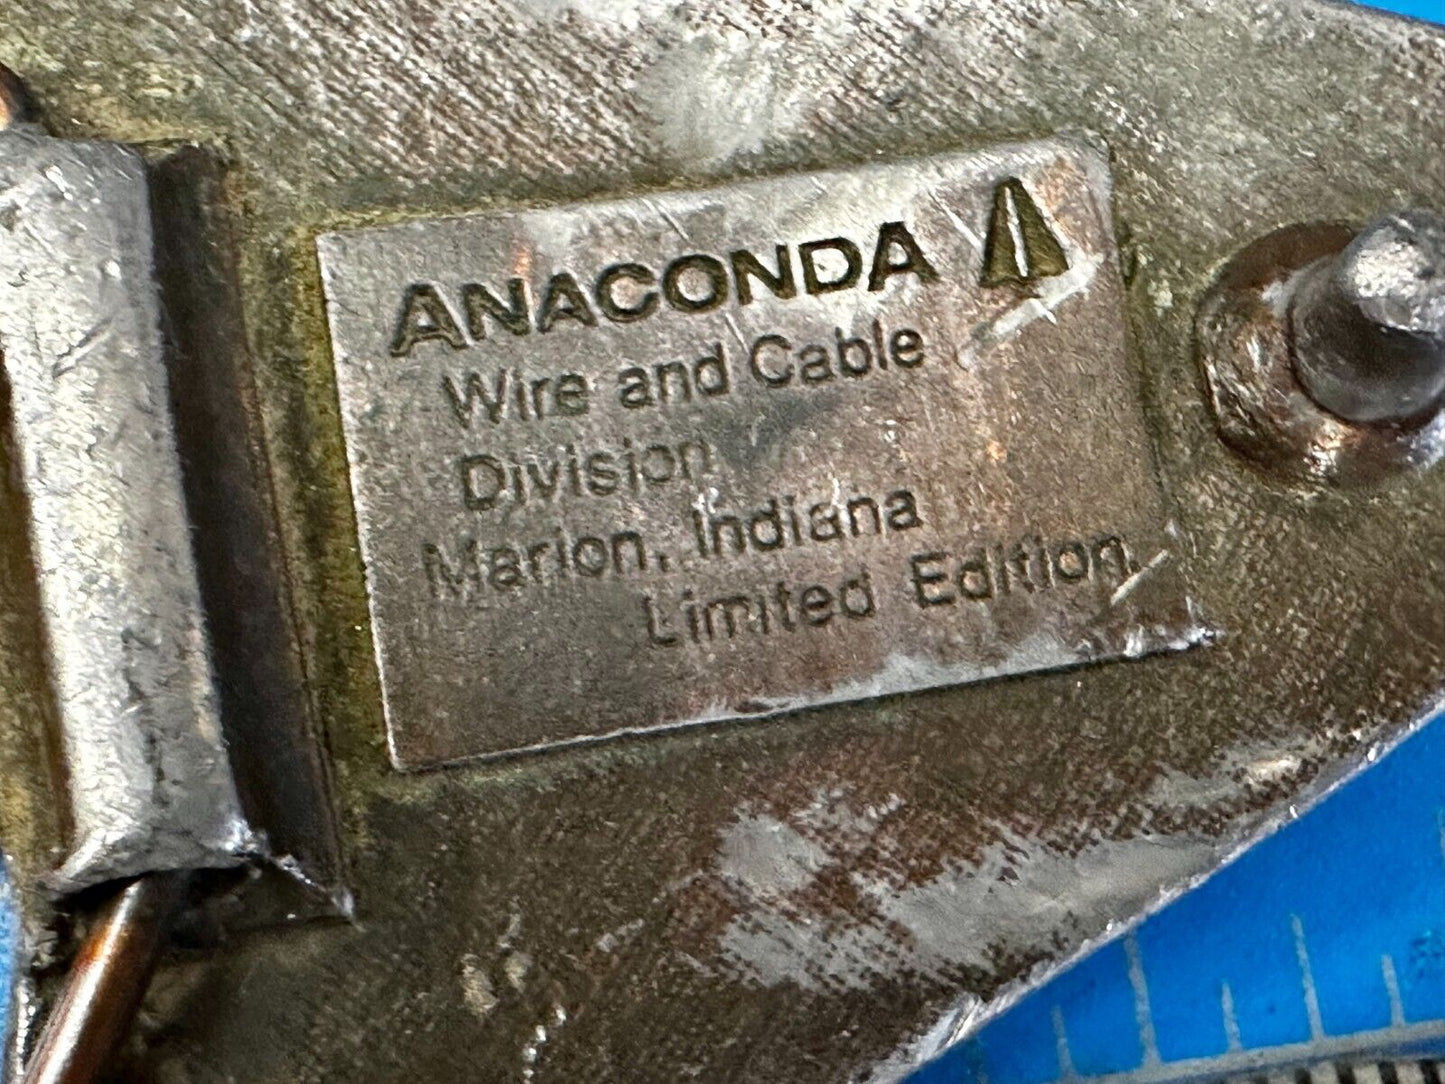 ANACONDA
Wire and Cable
Division
Marion, Indiana
Limited Edition